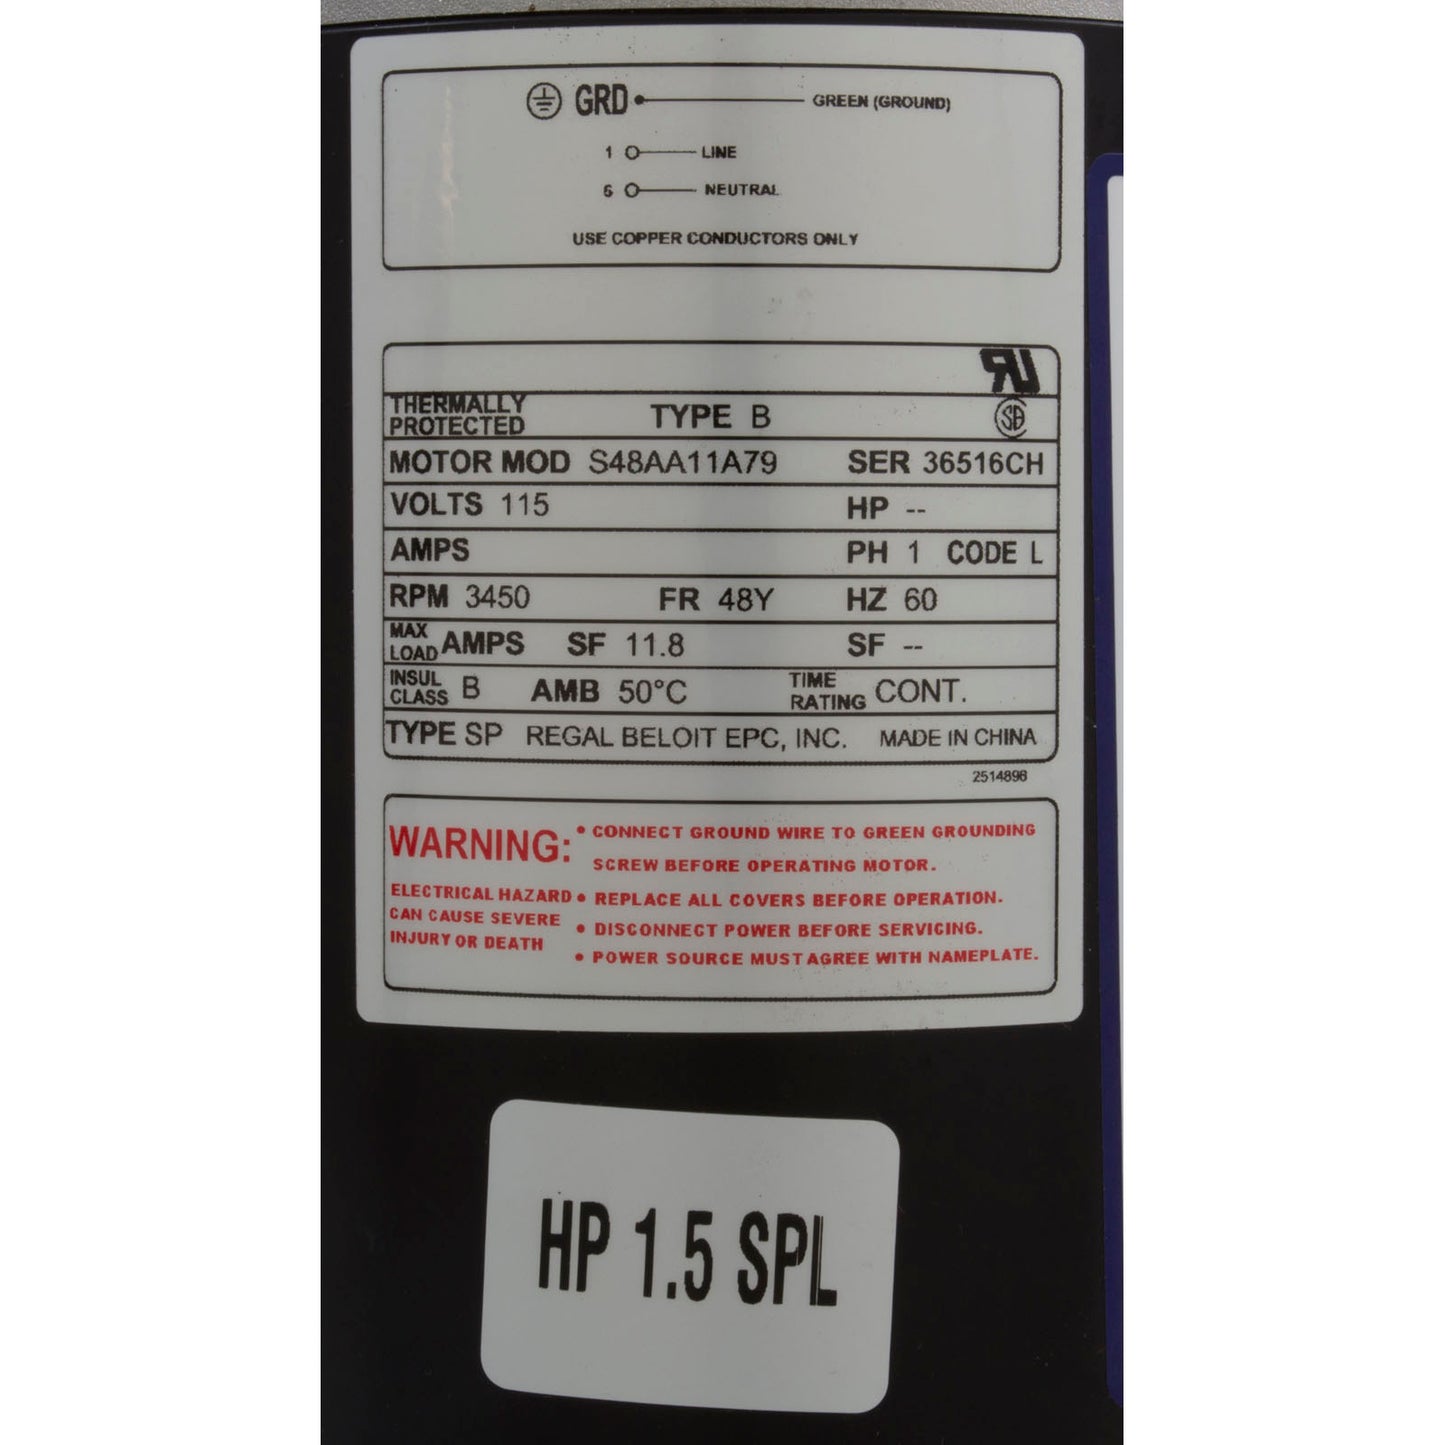 GRD GREEN (GROUND)
1 LINE
6 NEUTRAL
USE COPPER CONDUCTORS ONLY
THERMALLY PROTECTED TYPE B
MOTOR MOD S48AA11A79 SER 36516CH
VOLTS 115 HP --
AMPS PH 1 CODE L
RPM 3450 FR 48Y HZ 60
MAX LOAD AMPS SF 11.8 SF --
INSUL CLASS B AMB 50°C TIME RATING CONT.
TYPE SP REGAL BELOIT EPC, INC. MADE IN CHINA
2514896
WARNING:
ELECTRICAL HAZARD
CAN CAUSE SEVERE
INJURY OR DEATH
• CONNECT GROUND WIRE TO GREEN GROUNDING
SCREW BEFORE OPERATING MOTOR.
• REPLACE ALL COVERS BEFORE OPERATION.
• DISCONNECT POWER BEFORE SERVICING.
• POWER SOURCE MUST AGREE WITH NAMEPLATE.
HP 1.5 SPL